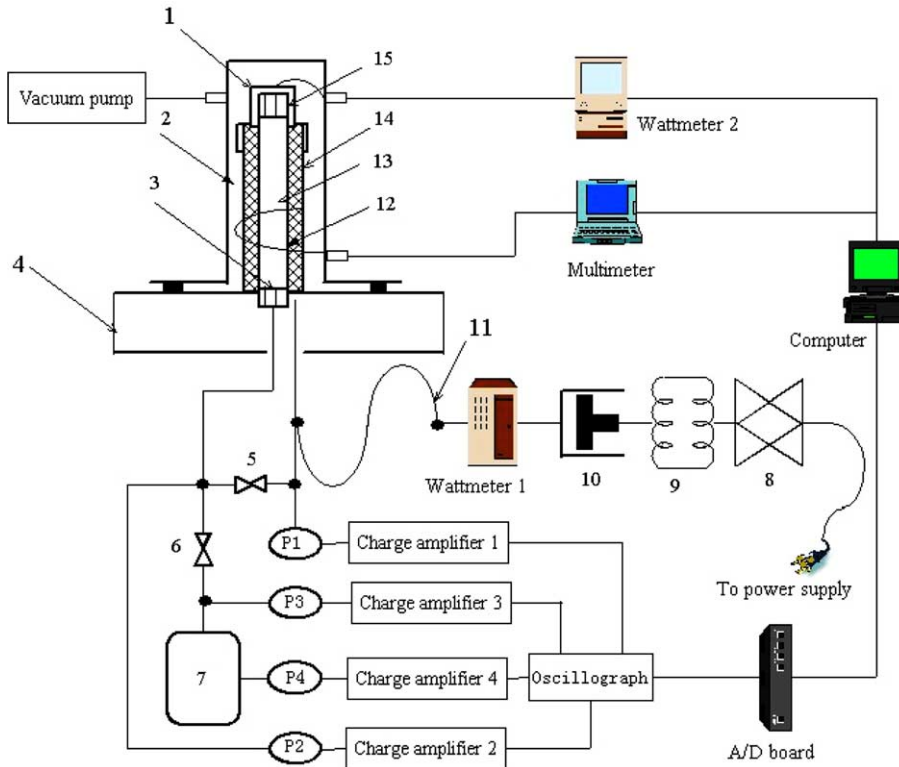 1
15
Vacuum pump
2
14
Wattmeter 2
13
3
12
Multimeter
4
Computer
11
5
Wattmeter 1
10
9
8
6
P1
Charge amplifier 1
To power supply
P3
Charge amplifier 3
7
P4
Charge amplifier 4
Oscillograph
P2
Charge amplifier 2
A/D board